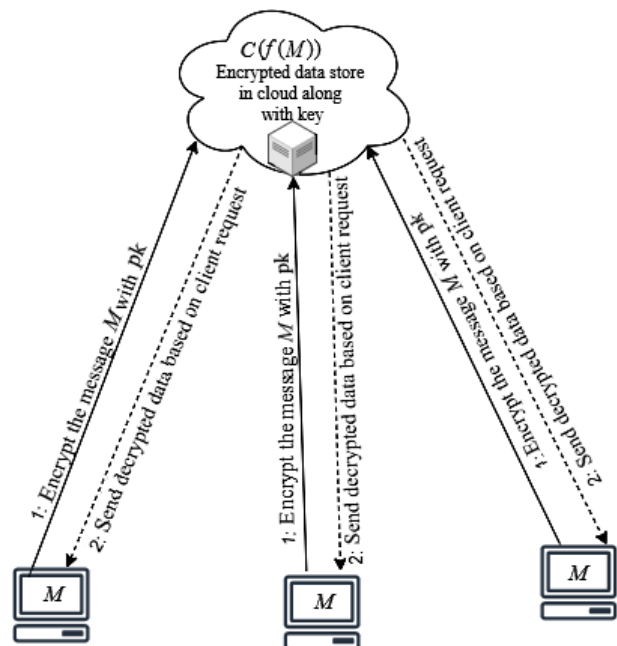 C(f(M))
Encrypted data store
in cloud along
with key
1: Encrypt the message M with pk
2: Send decrypted data based on client request
1: Encrypt the message M with pk
2: Send decrypted data based on client request
1:Encrypt the message M with pk
2: Send decrypted data based on client request
M
M
M